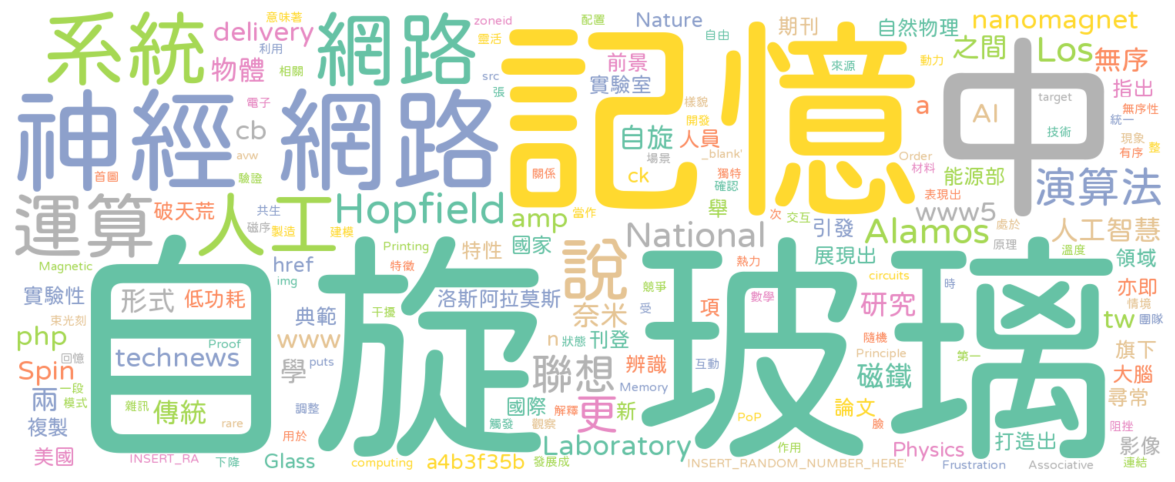 意味著
配置
zoneid
delivery
系統
網路
記憶
中
Nature
期刊
自然物理
nanomagnet
靈活
自由
利用
相關
物體
src
張
前景
實驗室
來源
動力
之間
Los
無序
神經
網路
電子
樣貌
開發
target
指出
cb
a
AI
無序性
統一
技術
自旋
人員
場景
_blank'
現象
整
avw
首圖
驗證
關係
ck
獨特
確認
Order
材料
有序
能源部
表現出
演算法
運算
破天荒
共生
磁序
製造
人工
建模
Hopfield
amp
當作
舉
次
交互
引發
www5
處於
原理
Alamos
人工智慧
Magnetic
href
img
Printing
特性
特徵
國家
National
展現出
熱力
溫度
領域
自旋玻璃
說
實驗性
形式
低功耗
洛斯阿拉莫斯
奈米
競爭
受
項
數學
研究
circuits
時
亦即
情境
團隊
束光刻
典範
干擾
php
www
n
狀態
刊登
隨機
tw
technews
Proof
回憶
puts
學
聯想
辨識
互動
Principle
第一
磁鐵
旗下
Spin
兩
一段
模式
調整
Memory
大腦
雜訊
傳統
rare
國際
更
新
觸發
解釋
觀察
PoP
論文
臉
尋常
複製
用於
阻挫
美國
INSERT_RA
下降
Glass
computing
a4b3f35b
發展成
Laboratory
作用
INSERT_RANDOM_NUMBER_HERE'
Physics
打造出
影像
Frustration
Associative
連結